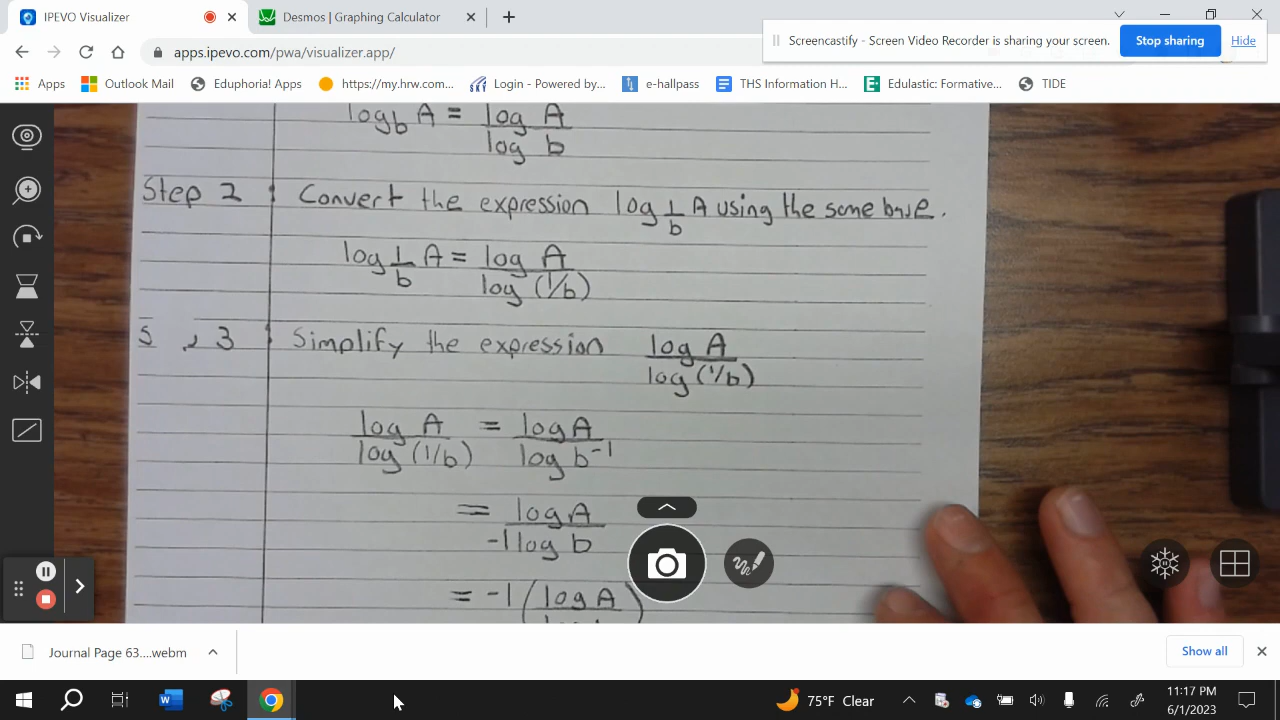 IPEVO Visualizer
Desmos | Graphing Calculator
apps.ipevo.com/pwa/visualizer.app/
Screencastify - Screen Video Recorder is sharing your screen.
Stop sharing
Hide
Apps
Outlook Mail
Eduphoria! App
https://my.hrw.com...
Login - Powered by...
e-hallpass
THS Information H...
Edulastic: Formative...
TIDE
log_b A = log A / log b
Step 2 Convert the expression log_{1/b} A using the same base.
log_{1/b} A = log A / log (1/b)
S , 3 Simplify the expression log A / log (1/b)
log A / log (1/b) = log A / log b^-1
= log A / -1 log b
= -1 ( log A )
Journal Page 63....webm
Show all
75°F Clear
11:17 PM
6/1/2023